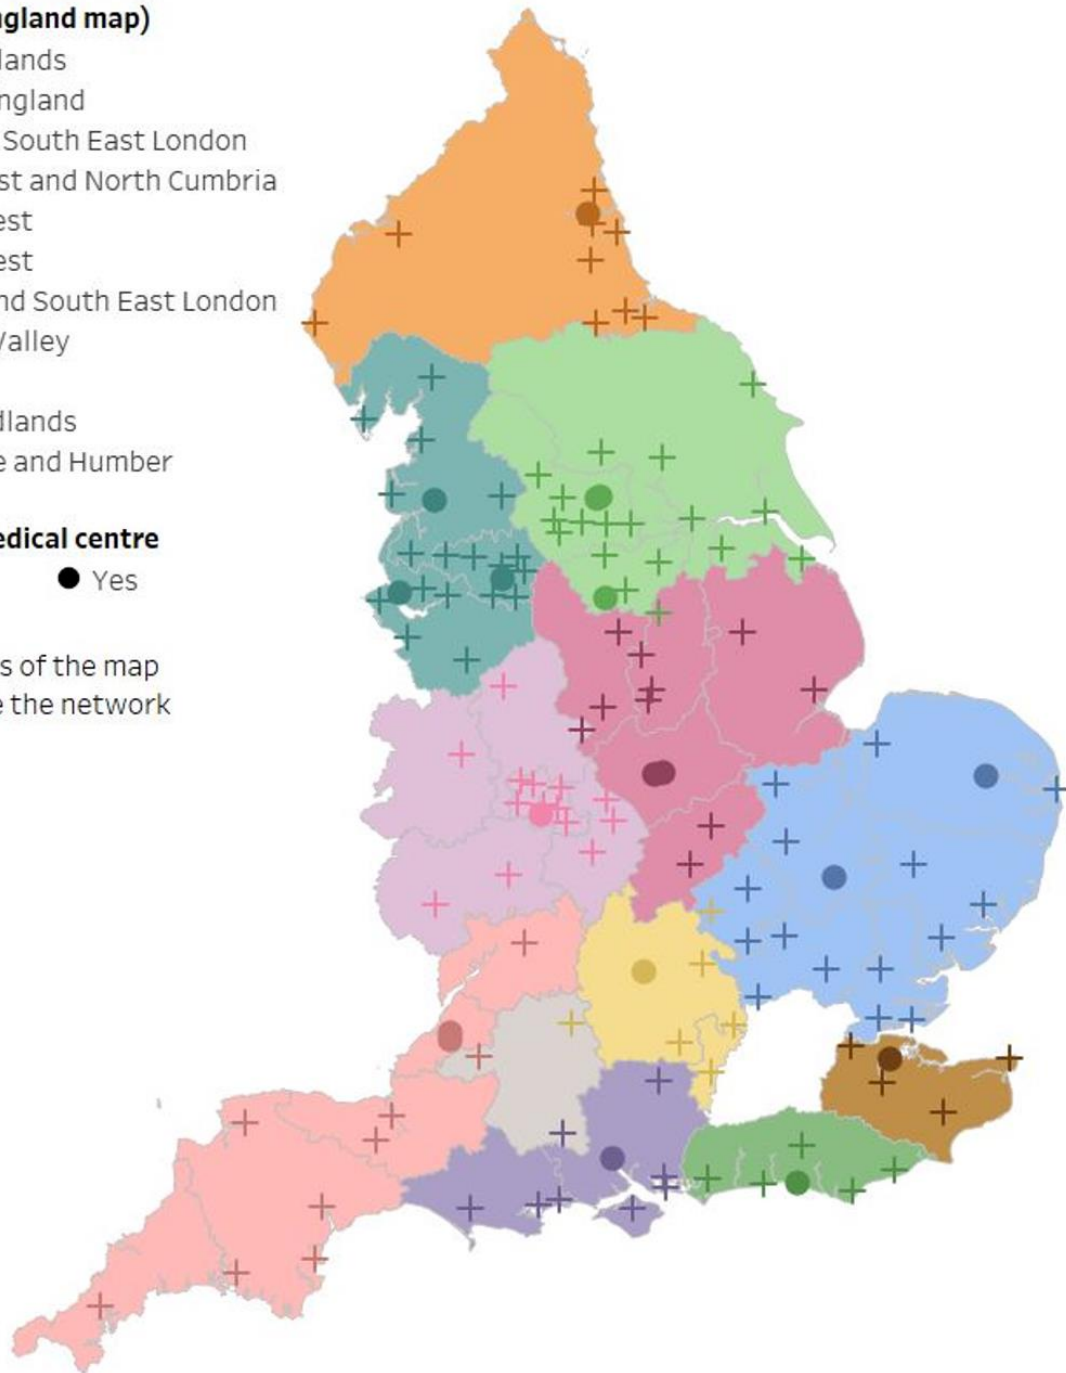 gland map)
lands
ngland
South East London
st and North Cumbria
est
est
nd South East London
Valley
dlands
e and Humber
edical centre
Yes
s of the map
e the network